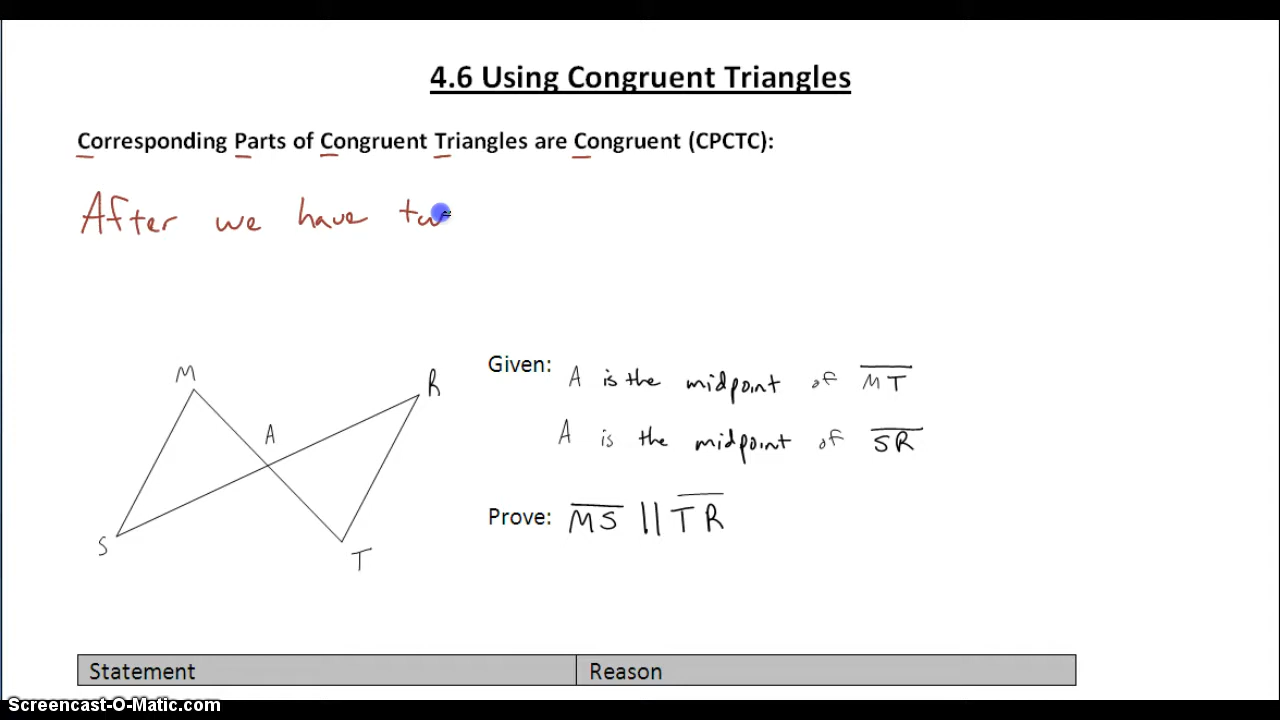 4.6 Using Congruent Triangles
Corresponding Parts of Congruent Triangles are Congruent (CPCTC):
After we have
M
R
A
S
T
Given: A is the midpoint of MT
A is the midpoint of SR
Prove: MS || TR
Statement
Reason
Screencast-O-Matic.com